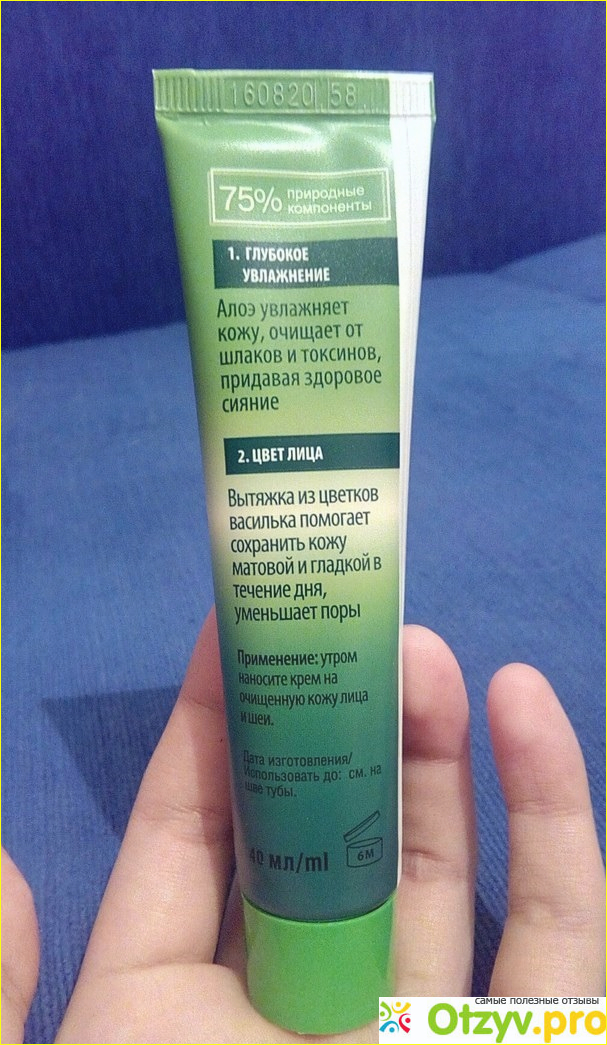 160820 58
75% природные
компоненты
1. ГЛУБОКОЕ
УВЛАЖНЕНИЕ
Алоэ увлажняет
кожу, очищает от
шлаков и токсинов,
придавая здоровое
сияние
2. ЦВЕТ ЛИЦА
Вытяжка из цветков
василька помогает
сохранить кожу
матовой и гладкой в
течение дня,
уменьшает поры
Применение: утром
наносите крем на
очищенную кожу лица
и шеи.
Дата изготовления/
Использовать до: см. на
шве тубы.
40 мл/ml
6М
самые полезные отзывы
Otzyv.pro